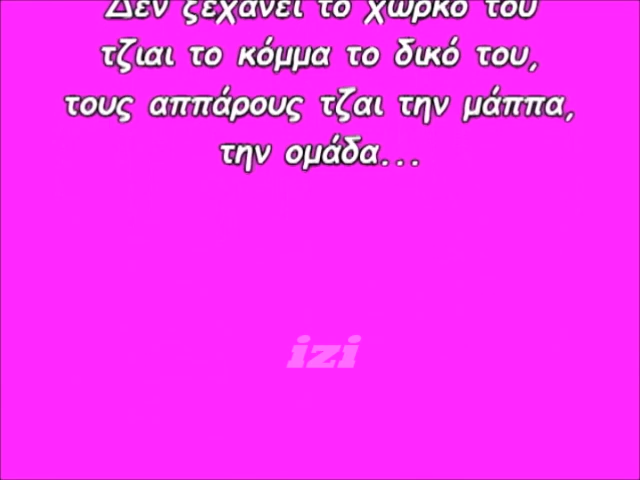 Δεν ξεχάνει το χωρκό του
τζιαι το κόμμα το δικό του,
τους αππάρους τζαι την μάππα,
την ομάδα...
izi